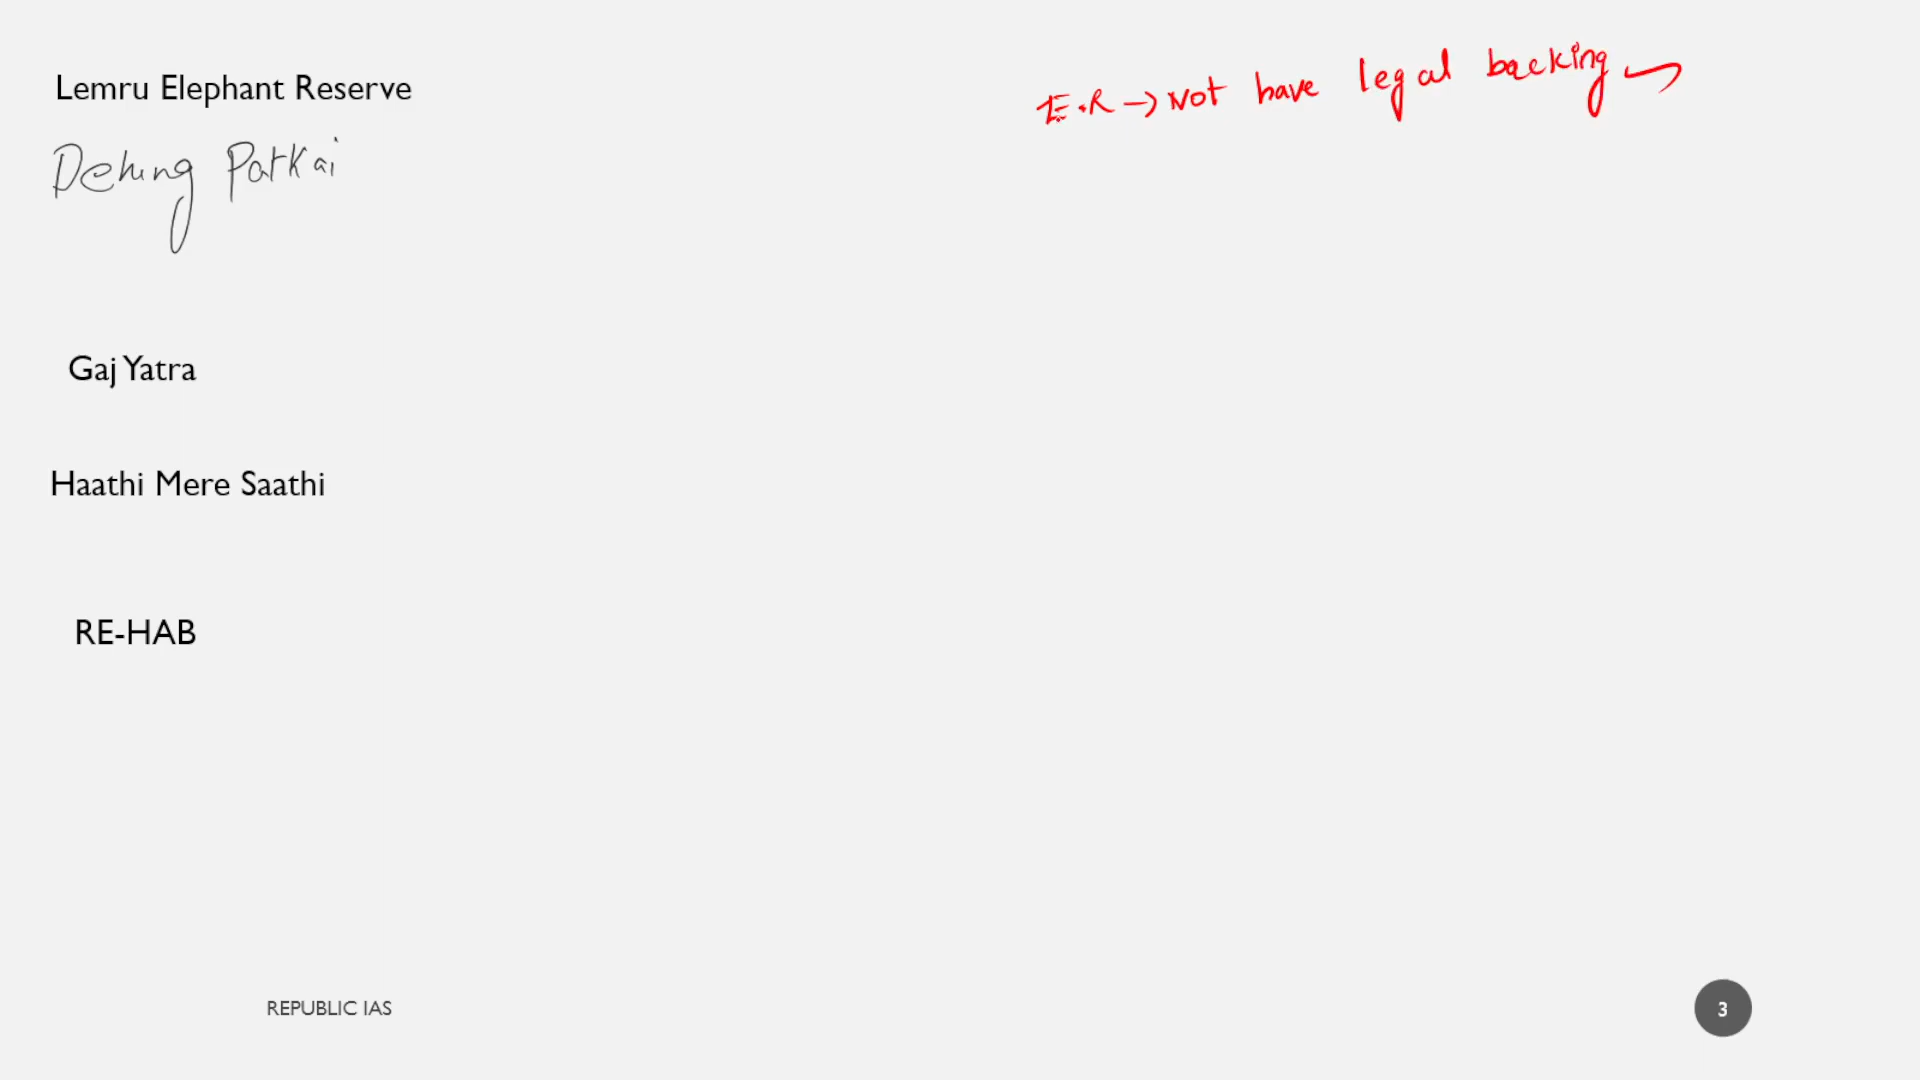 Lemru Elephant Reserve
E.R → Not have legal backing
Dehing Patkai
Gaj Yatra
Haathi Mere Saathi
RE-HAB
REPUBLIC IAS
3